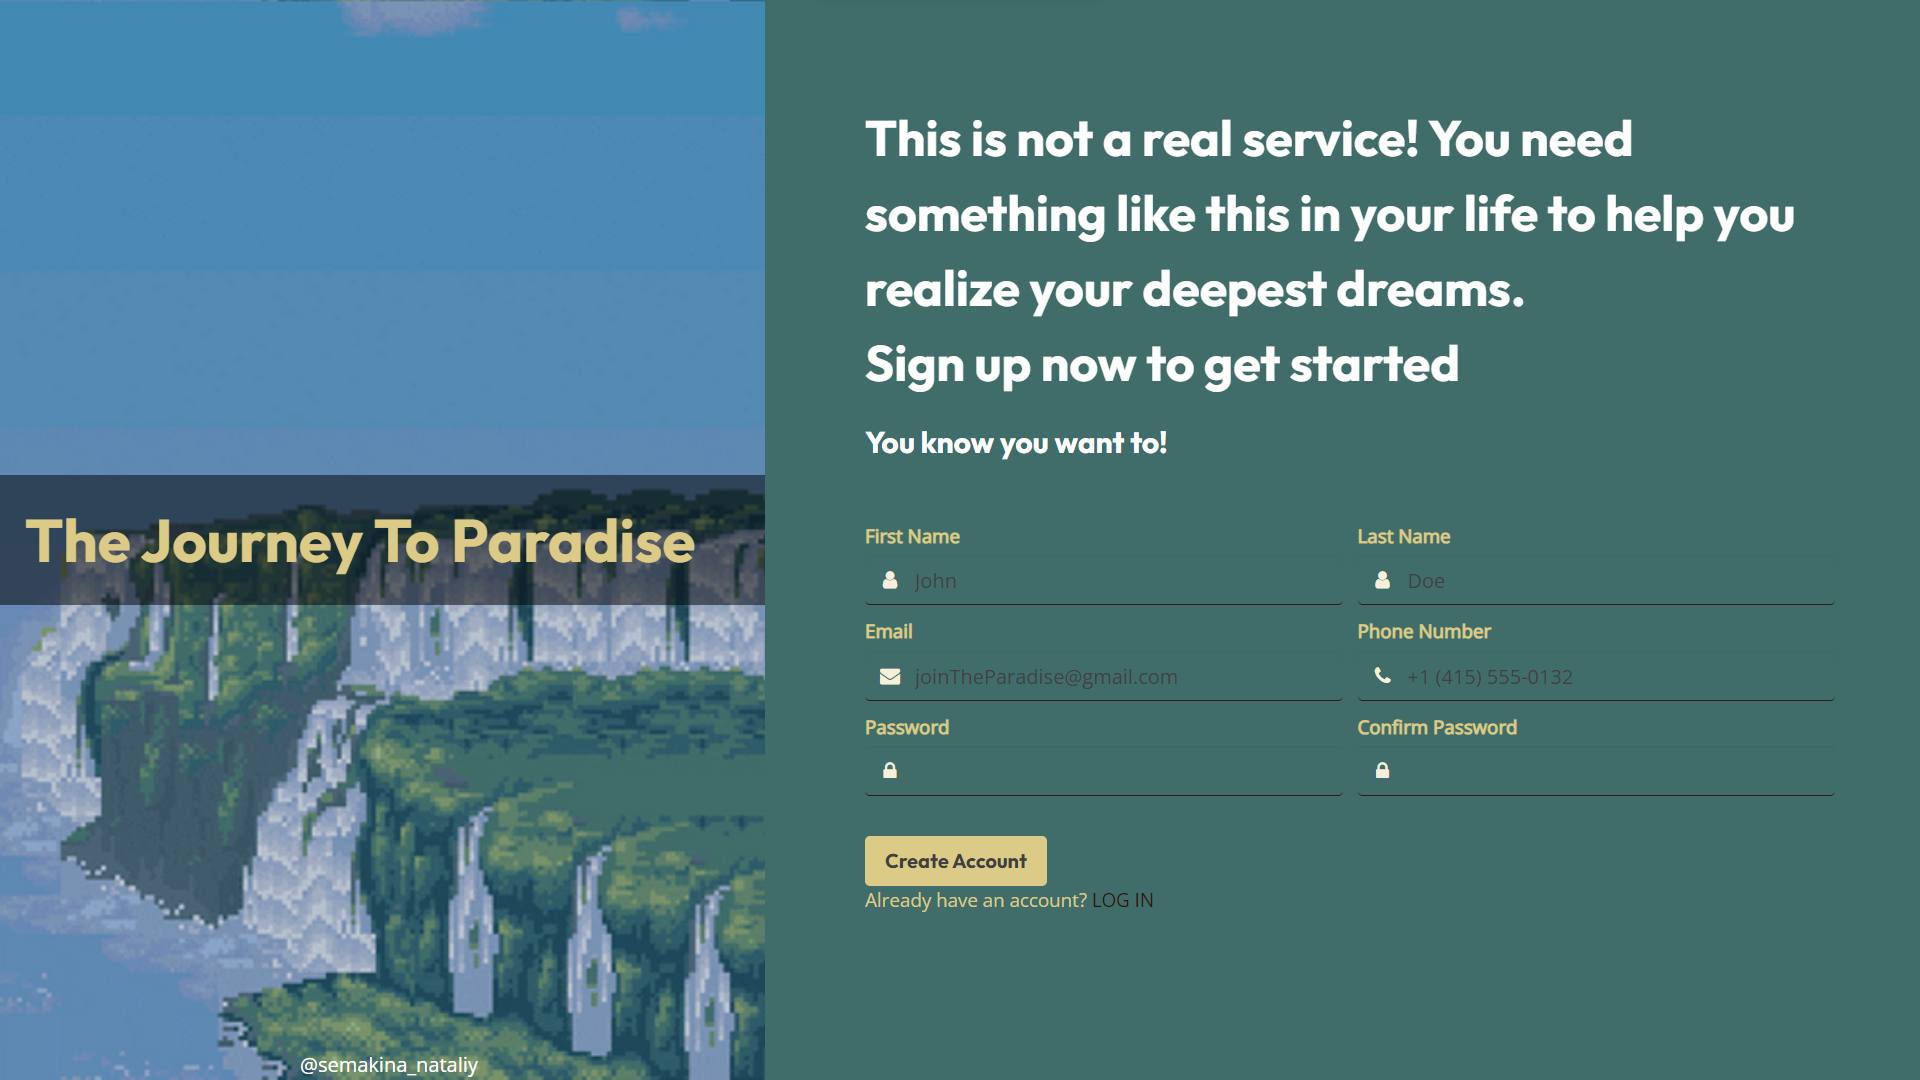 The Journey To Paradise
@semakina_nataliy
This is not a real service! You need
something like this in your life to help you
realize your deepest dreams.
Sign up now to get started
You know you want to!
First Name
Last Name
John
Doe
Email
Phone Number
joinTheParadise@gmail.com
+1 (415) 555-0132
Password
Confirm Password
Create Account
Already have an account? LOG IN